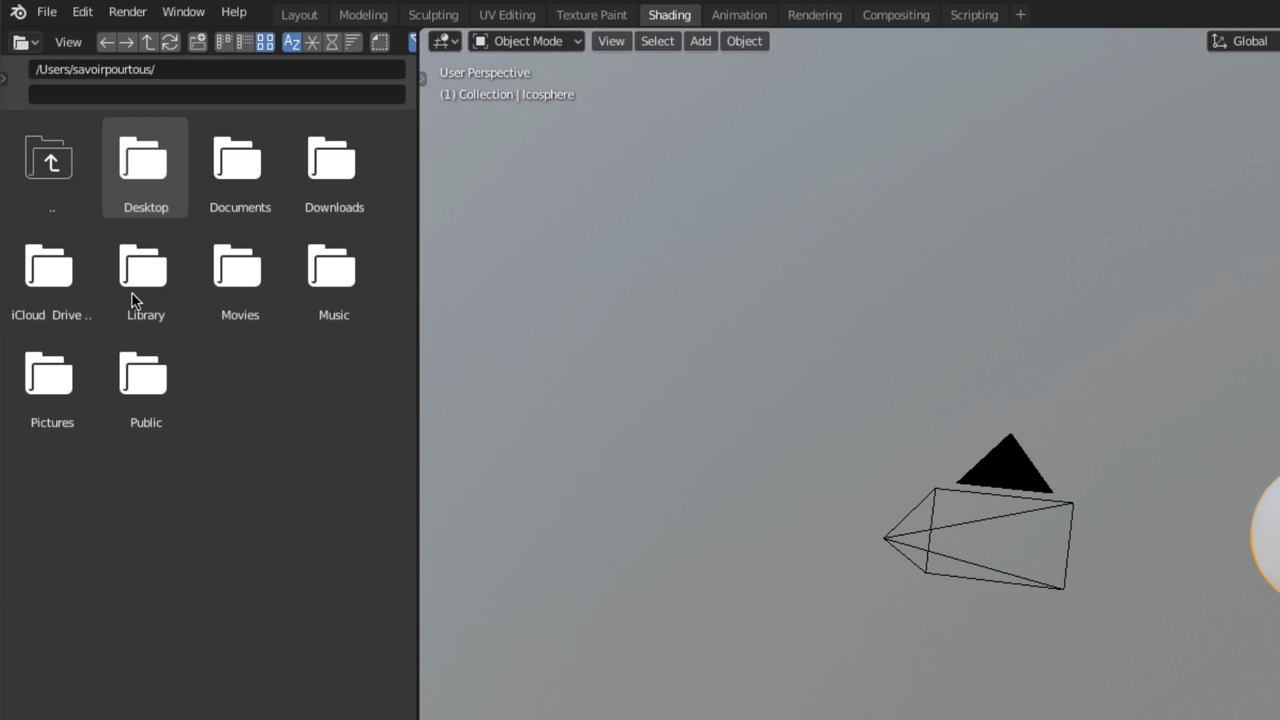 File Edit Render Window Help Layout Modeling Sculpting UV Editing Texture Paint Shading Animation Rendering Compositing Scripting +
View Az Object Mode View Select Add Object Global
/Users/savoirpourtous/
User Perspective
(1) Collection | Icosphere
.. Desktop Documents Downloads
iCloud Drive .. Library Movies Music
Pictures Public